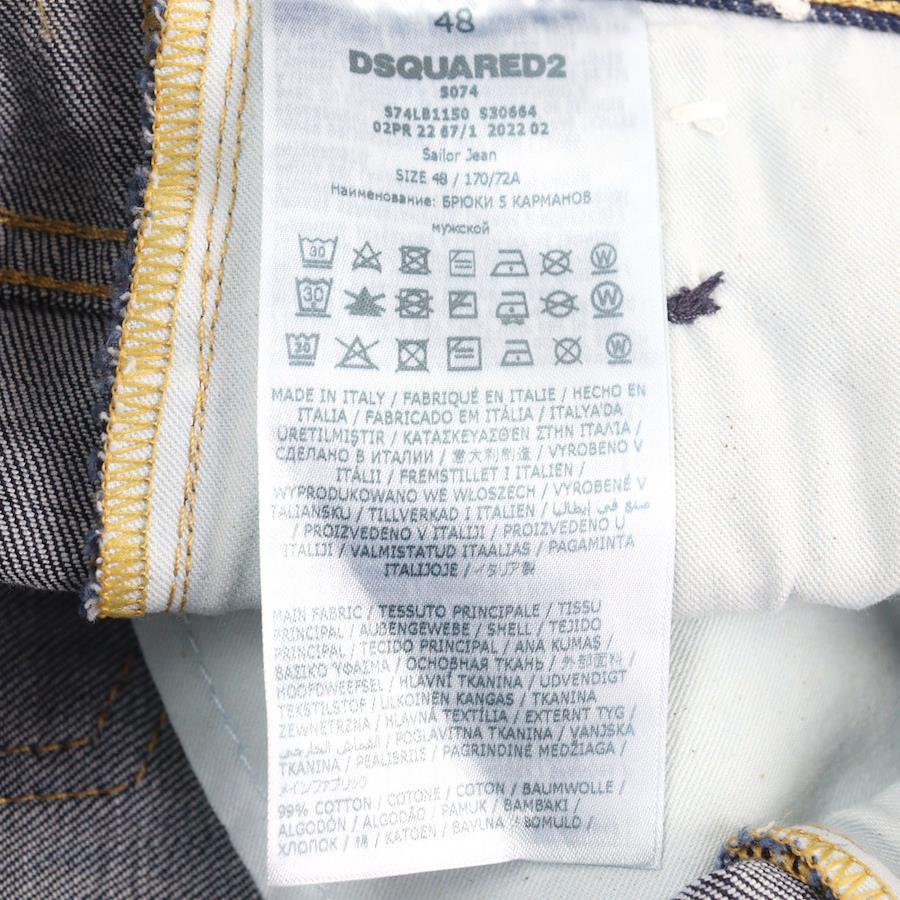 48
DSQUARED2
S074
S74LB1150 S30664
02PR 22 67/1 2022 02
Sailor Jean
SIZE 48 / 170/72A
Наименование: БРЮКИ 5 КАРМАНОВ
мужской
30 W
30 W
30 W
MADE IN ITALY / FABRIQUÉ EN ITALIE / HECHO EN
ITALIA / FABRICADO EM ITÁLIA / ITALYA'DA
ÜRETILMIŞTIR / ΚΑΤΑΣΚΕΥΑΣΘΕΝ ΣΤΗΝ ΙΤΑΛΙΑ /
СДЕЛАНО В ИТАЛИИ / 意大利制造 / VYROBENO V
ITÁLII / FREMSTILLET I ITALIEN /
WYPRODUKOWANO WE WŁOSZECH / VYROBENÉ V
TALIANSKU / TILLVERKAD I ITALIEN / صنع في إيطاليا
/ PROIZVEDENO V ITALIJI / PROIZVEDENO U
ITALIJI / VALMISTATUD ITAALIAS / PAGAMINTA
ITALIJOJE / イタリア製
MAIN FABRIC / TESSUTO PRINCIPALE / TISSU
PRINCIPAL / AUßENGEWEBE / SHELL / TEJIDO
PRINCIPAL / TECIDO PRINCIPAL / ANA KUMAŞ /
ΒΑΣΙΚΟ ΥΦΑΣΜΑ / ОСНОВНАЯ ТКАНЬ / 外部面料 /
HOOFDWEEFSEL / HLAVNÍ TKANINA / UDVENDIGT
TEKSTILSTOF / ULKOINEN KANGAS / TKANINA
ZEWNĘTRZNA / HLAVNÁ TEXTÍLIA / EXTERNT TYG /
القماش الخارجي / POGLAVITNA TKANINA / VANJSKA
TKANINA / PEALISRIIE / PAGRINDINĖ MEDŽIAGA /
メインファブリック
99% COTTON / COTONE / COTON / BAUMWOLLE /
ALGODÓN / ALGODÃO / PAMUK / ΒΑΜΒΑΚΙ /
ХЛОПОК / 棉 / KATOEN / BAVLNA / BOMULD /